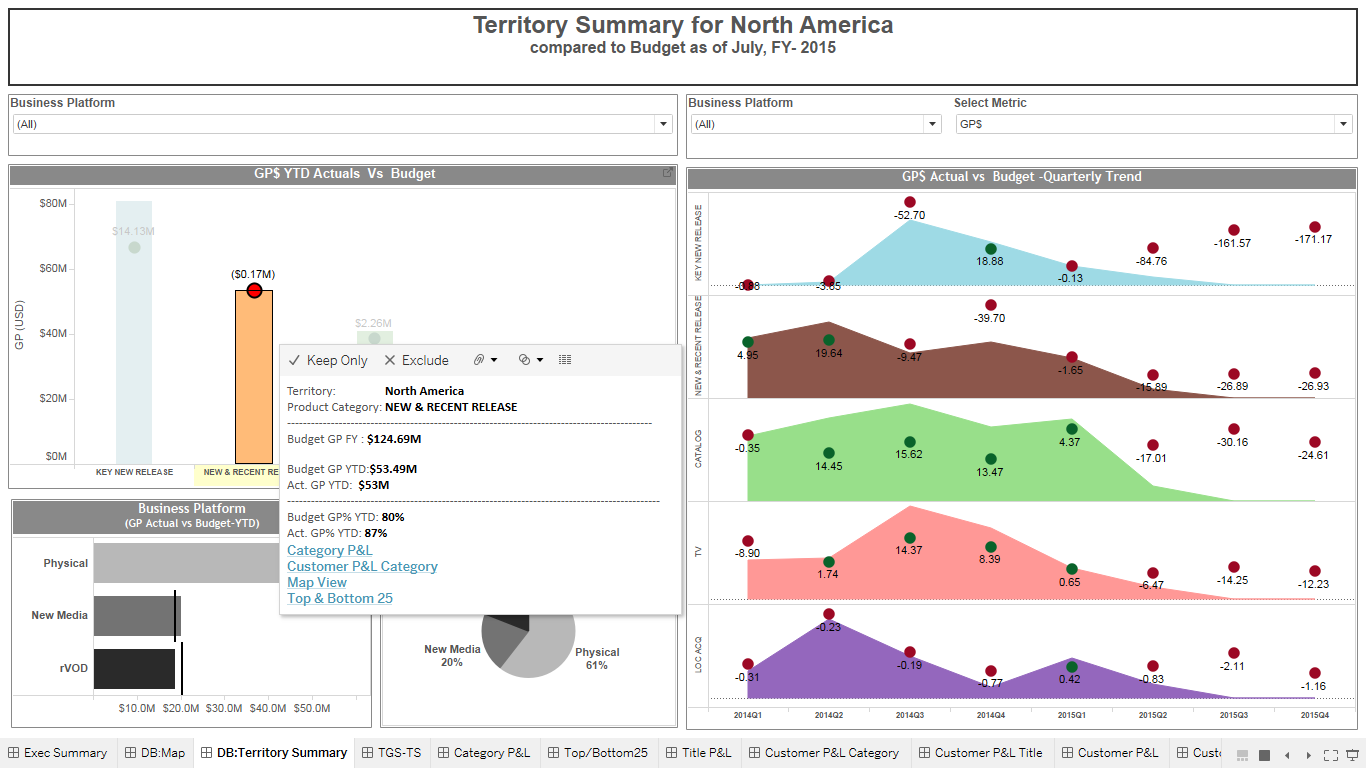 Territory Summary for North America
compared to Budget as of July, FY- 2015
Business Platform
(All)
Business Platform
Select Metric
(All)
GP$
GP$ YTD Actuals Vs Budget
$80M
$60M
$40M
$20M
$0M
GP (USD)
$14.13M
($0.17M)
$2.26M
KEY NEW RELEASE
NEW & RECENT RE
Keep Only
Exclude
Territory: North America
Product Category: NEW & RECENT RELEASE
Budget GP FY : $124.69M
Budget GP YTD:$53.49M
Act. GP YTD: $53M
Budget GP% YTD: 80%
Act. GP% YTD: 87%
Category P&L
Customer P&L Category
Map View
Top & Bottom 25
Business Platform
(GP Actual vs Budget-YTD)
Physical
New Media
rVOD
$10.0M $20.0M $30.0M $40.0M $50.0M
New Media
20%
Physical
61%
GP$ Actual vs Budget -Quarterly Trend
KEY NEW RELEASE
-0.88 -3.65 -52.70 18.88 -0.13 -84.76 -161.57 -171.17
NEW & RECENT RELEASE
4.95 19.64 -9.47 -39.70 -1.65 -15.89 -26.89 -26.93
CATALOG
-0.35 14.45 15.62 13.47 4.37 -17.01 -30.16 -24.61
TV
-8.90 1.74 14.37 8.39 0.65 -6.47 -14.25 -12.23
LOC ACQ
-0.31 -0.23 -0.19 -0.77 0.42 -0.83 -2.11 -1.16
2014Q1 2014Q2 2014Q3 2014Q4 2015Q1 2015Q2 2015Q3 2015Q4
Exec Summary
DB:Map
DB:Territory Summary
TGS-TS
Category P&L
Top/Bottom25
Title P&L
Customer P&L Category
Customer P&L Title
Customer P&L
Custo